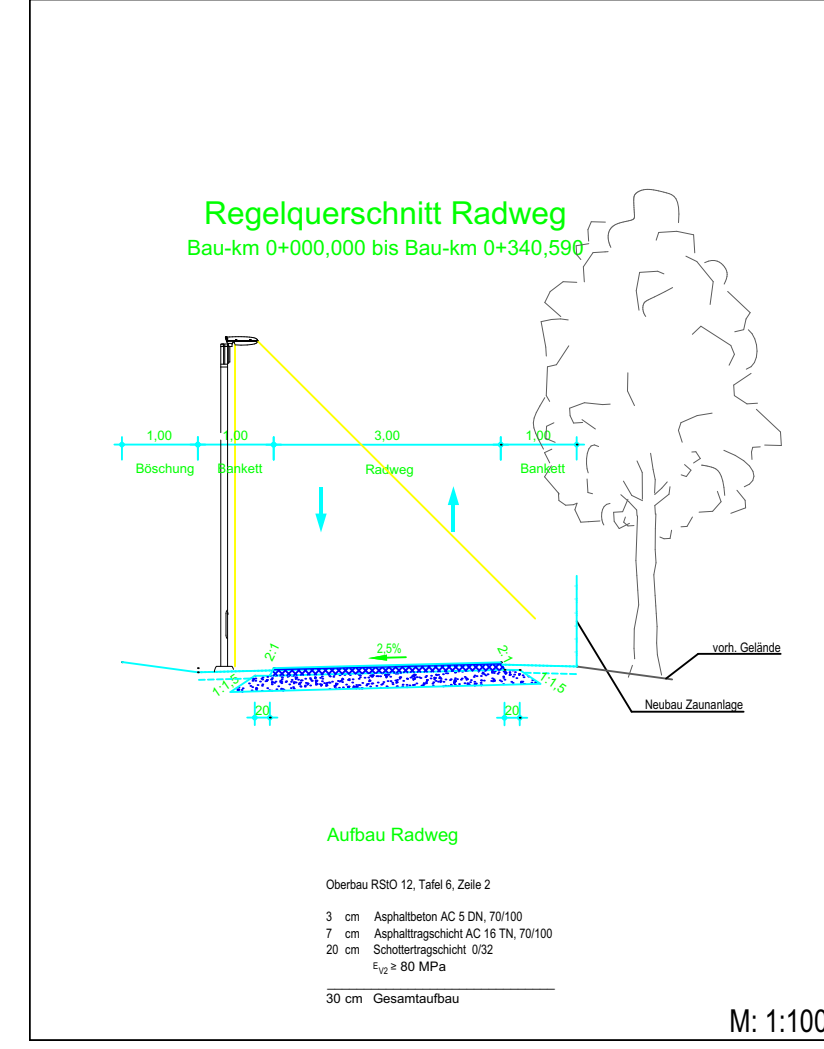 Regelquerschnitt Radweg
Bau-km 0+000,000 bis Bau-km 0+340,590
1,00 1,00 3,00 1,00
Böschung Bankett Radweg Bankett
2:1 2,5% 2:1
1:1,5 1:1,5
vorh. Gelände
Neubau Zaunanlage
20 20
Aufbau Radweg
Oberbau RStO 12, Tafel 6, Zeile 2
3 cm Asphaltbeton AC 5 DN, 70/100
7 cm Asphalttragschicht AC 16 TN, 70/100
20 cm Schottertragschicht 0/32
EV2 ≥ 80 MPa
30 cm Gesamtaufbau
M: 1:100